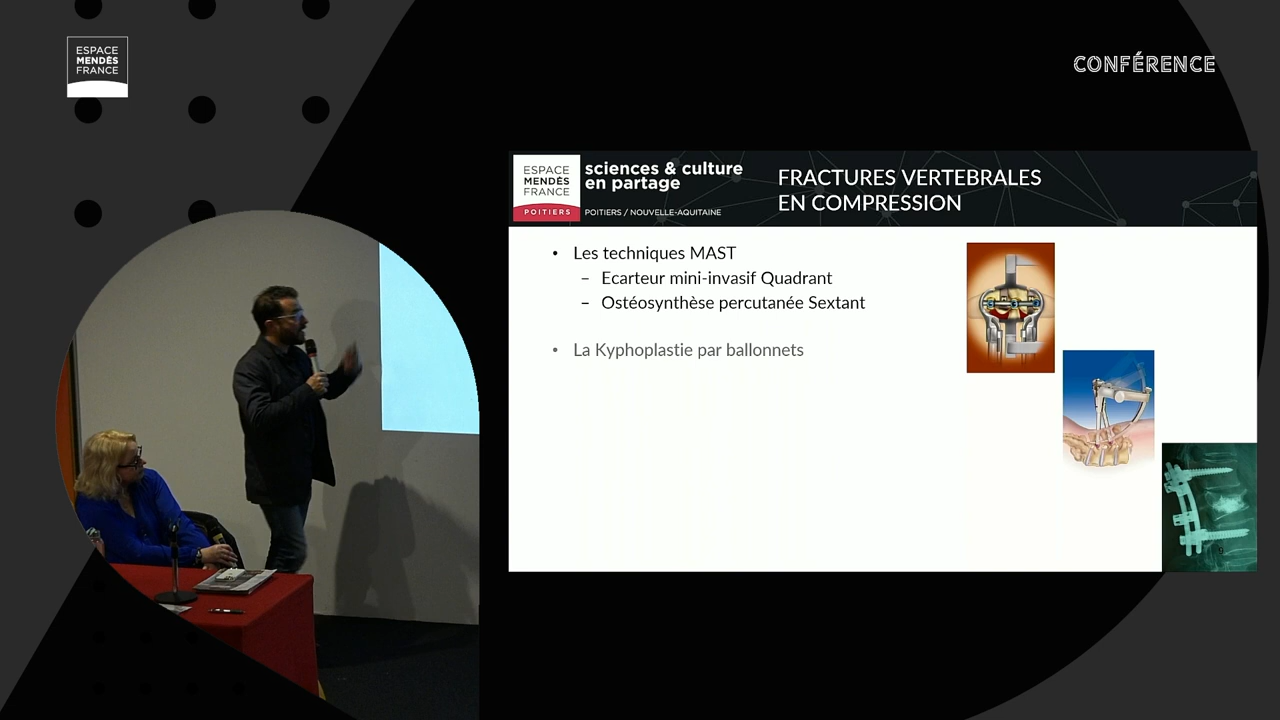 ESPACE
MENDÈS
FRANCE
CONFÉRENCE
ESPACE
MENDÈS
FRANCE
POITIERS
sciences & culture
en partage
POITIERS / NOUVELLE-AQUITAINE
FRACTURES VERTEBRALES
EN COMPRESSION
• Les techniques MAST
– Ecarteur mini-invasif Quadrant
– Ostéosynthèse percutanée Sextant
• La Kyphoplastie par ballonnets
9